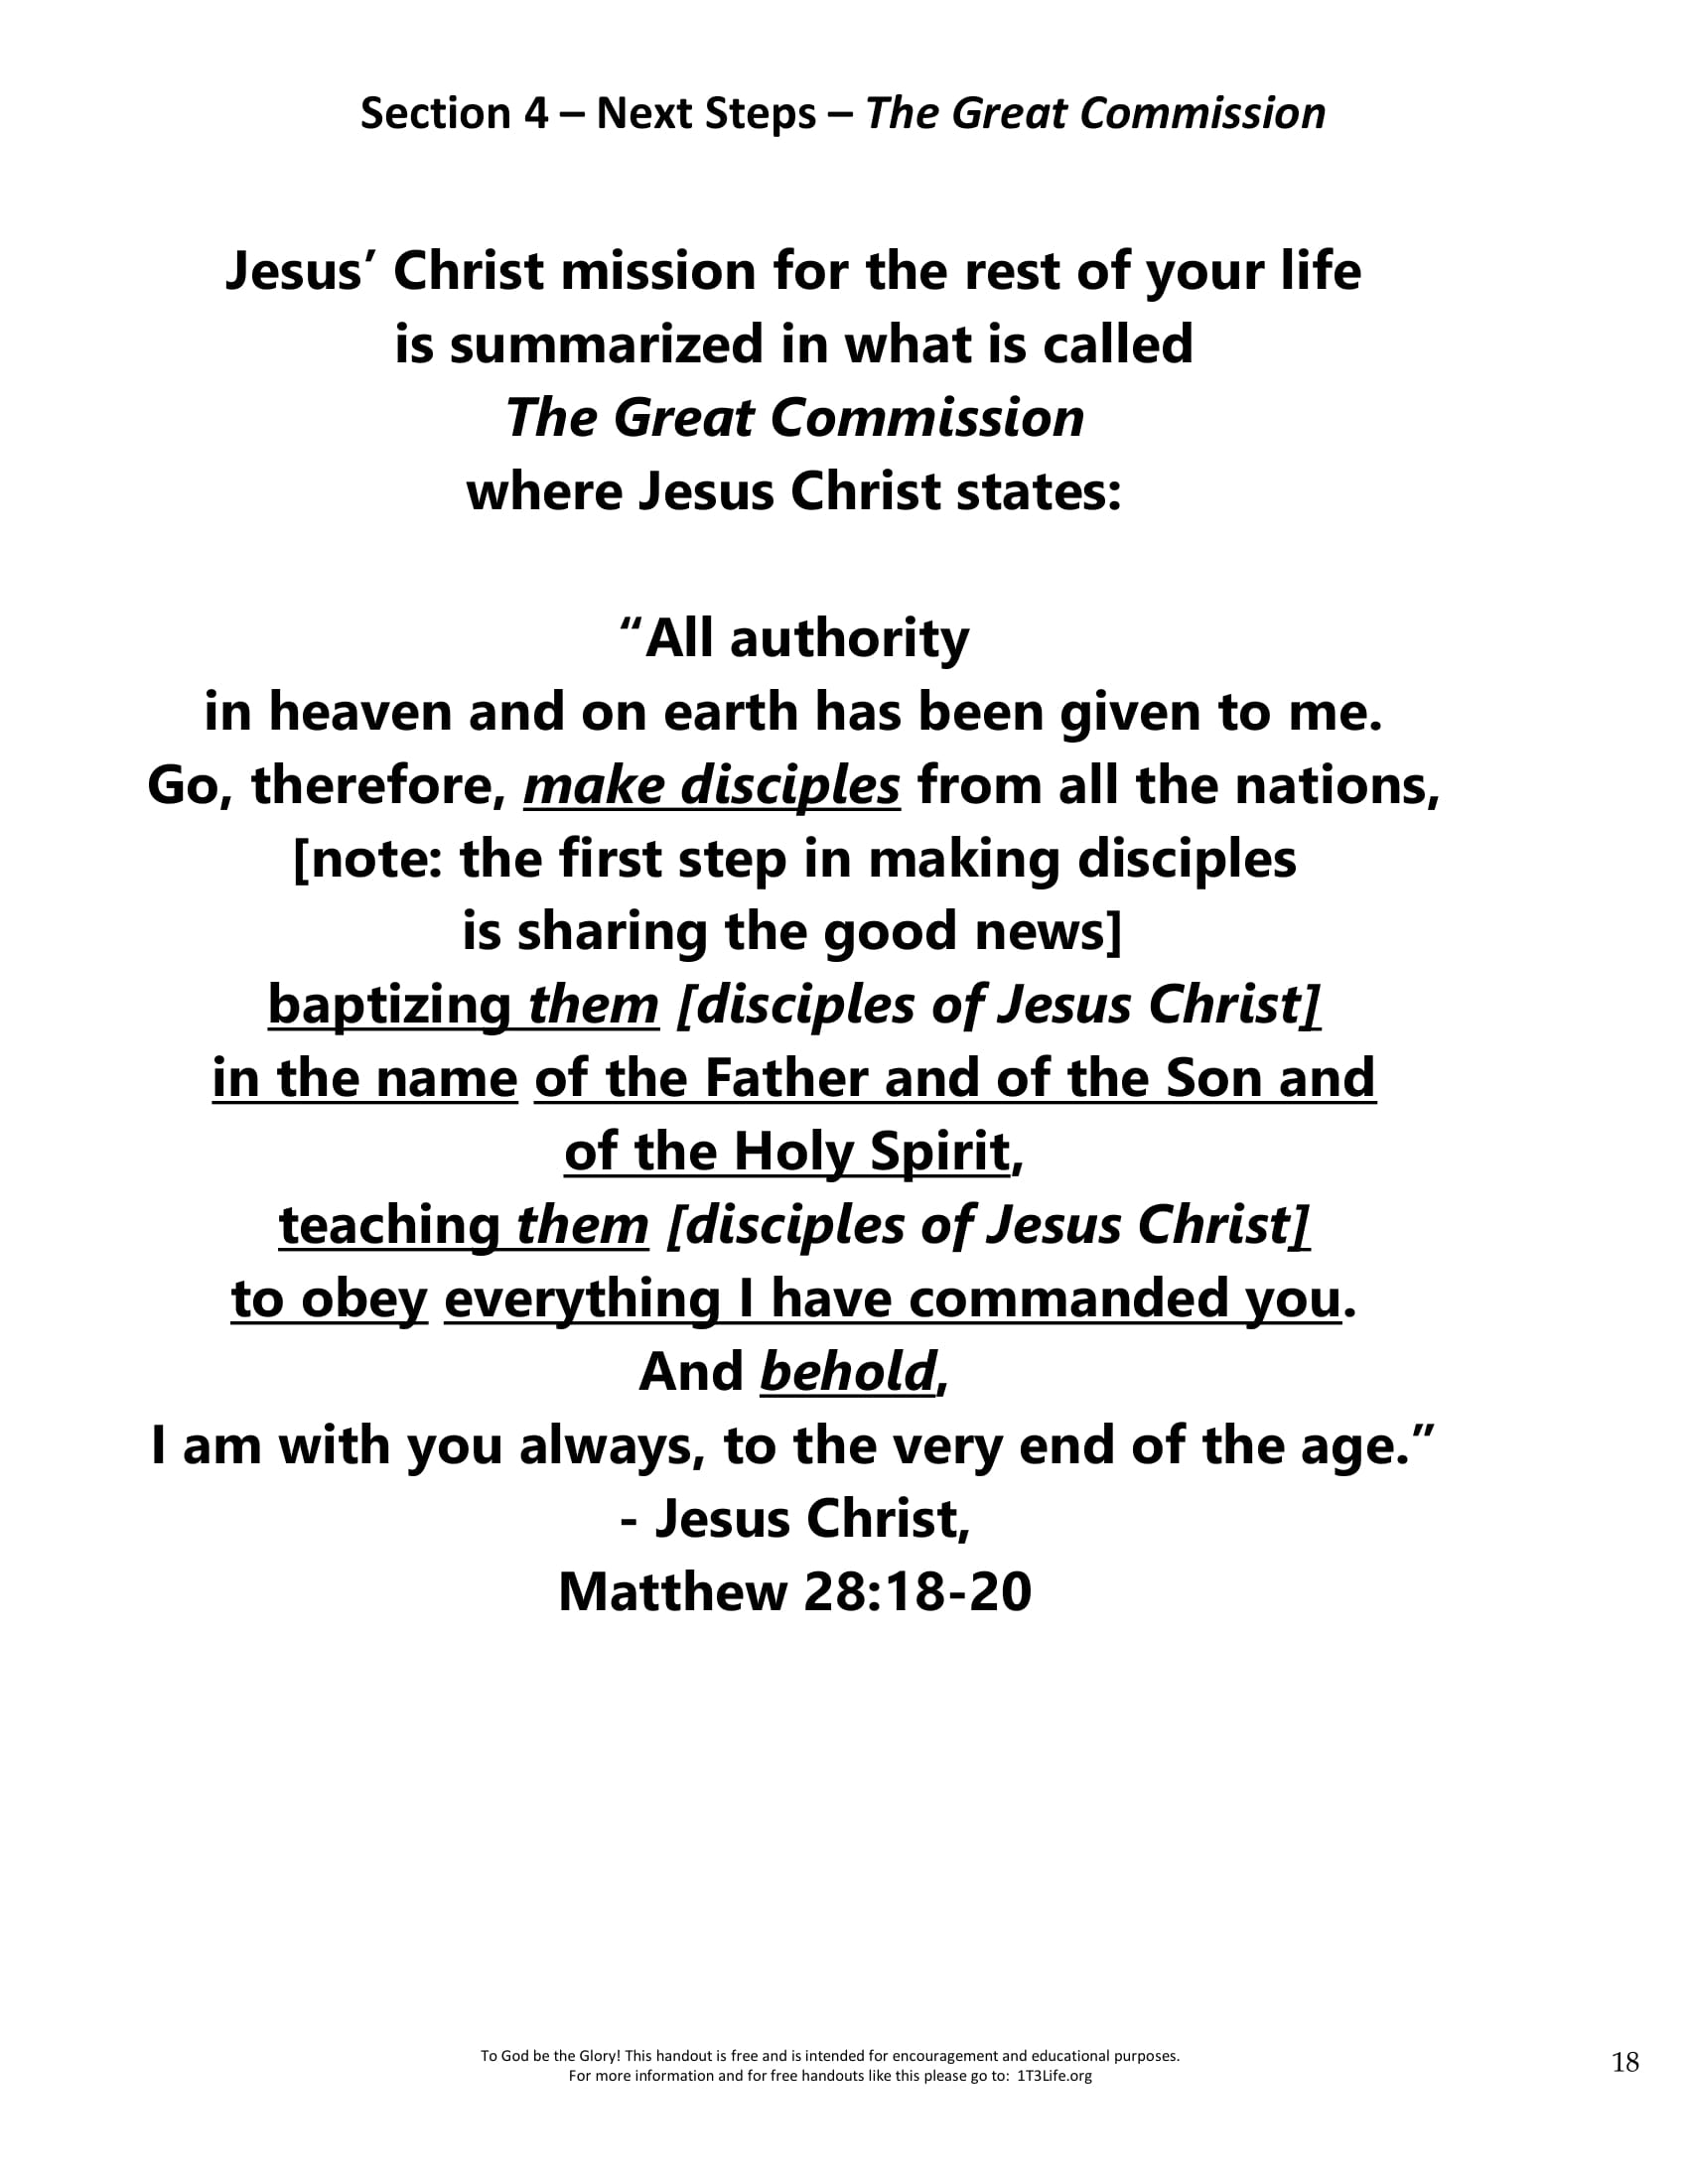 Section 4 – Next Steps – The Great Commission
Jesus’ Christ mission for the rest of your life
is summarized in what is called
The Great Commission
where Jesus Christ states:
“All authority
in heaven and on earth has been given to me.
Go, therefore, make disciples from all the nations,
[note: the first step in making disciples
is sharing the good news]
baptizing them [disciples of Jesus Christ]
in the name of the Father and of the Son and
of the Holy Spirit,
teaching them [disciples of Jesus Christ]
to obey everything I have commanded you.
And behold,
I am with you always, to the very end of the age.”
- Jesus Christ,
Matthew 28:18-20
To God be the Glory! This handout is free and is intended for encouragement and educational purposes.
For more information and for free handouts like this please go to:  1T3Life.org
18